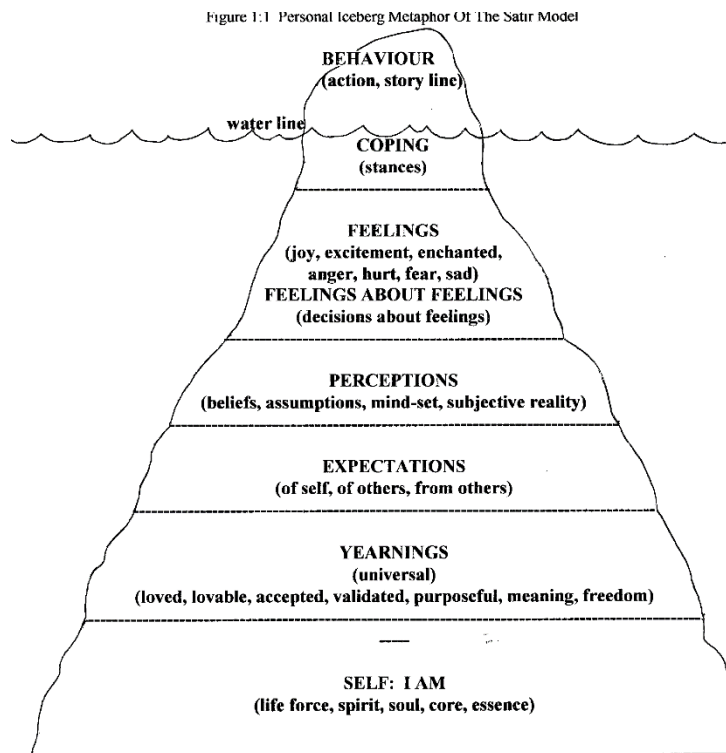 Figure 1:1 Personal Iceberg Metaphor Of The Satir Model
BEHAVIOUR
(action, story line)
water line
COPING
(stances)
FEELINGS
(joy, excitement, enchanted,
anger, hurt, fear, sad)
FEELINGS ABOUT FEELINGS
(decisions about feelings)
PERCEPTIONS
(beliefs, assumptions, mind-set, subjective reality)
EXPECTATIONS
(of self, of others, from others)
YEARNINGS
(universal)
(loved, lovable, accepted, validated, purposeful, meaning, freedom)
SELF: I AM
(life force, spirit, soul, core, essence)